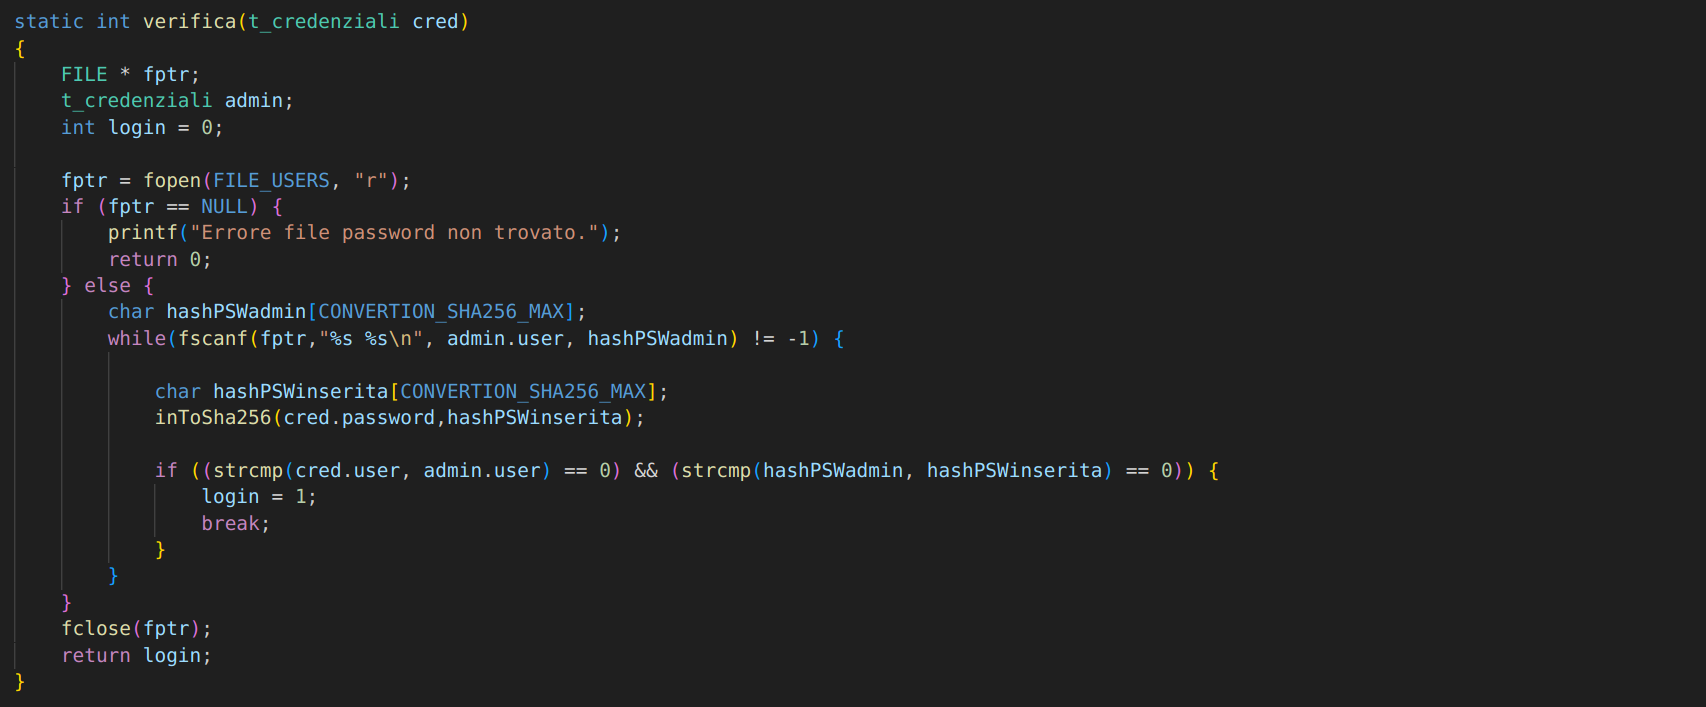 static int verifica(t_credenziali cred)
{
    FILE * fptr;
    t_credenziali admin;
    int login = 0;

    fptr = fopen(FILE_USERS, "r");
    if (fptr == NULL) {
        printf("Errore file password non trovato.");
        return 0;
    } else {
        char hashPSWadmin[CONVERTION_SHA256_MAX];
        while(fscanf(fptr,"%s %s\n", admin.user, hashPSWadmin) != -1) {

            char hashPSWinserita[CONVERTION_SHA256_MAX];
            inToSha256(cred.password,hashPSWinserita);

            if ((strcmp(cred.user, admin.user) == 0) && (strcmp(hashPSWadmin, hashPSWinserita) == 0)) {
                login = 1;
                break;
            }
        }
    }
    fclose(fptr);
    return login;
}